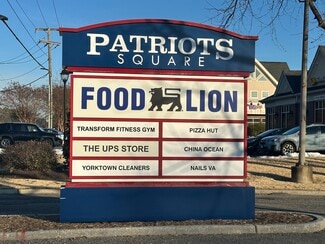 PATRIOTS
SQUARE
FOOD LION
TRANSFORM FITNESS GYM
PIZZA HUT
THE UPS STORE
CHINA OCEAN
YORKTOWN CLEANERS
NAILS VA